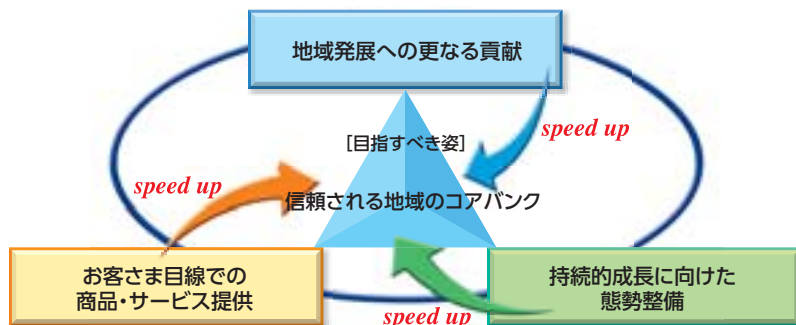 地域発展への更なる貢献
speed up
[目指すべき姿]
speed up
信頼される地域のコアバンク
お客さま目線での
商品・サービス提供
持続的成長に向けた
態勢整備
speed up